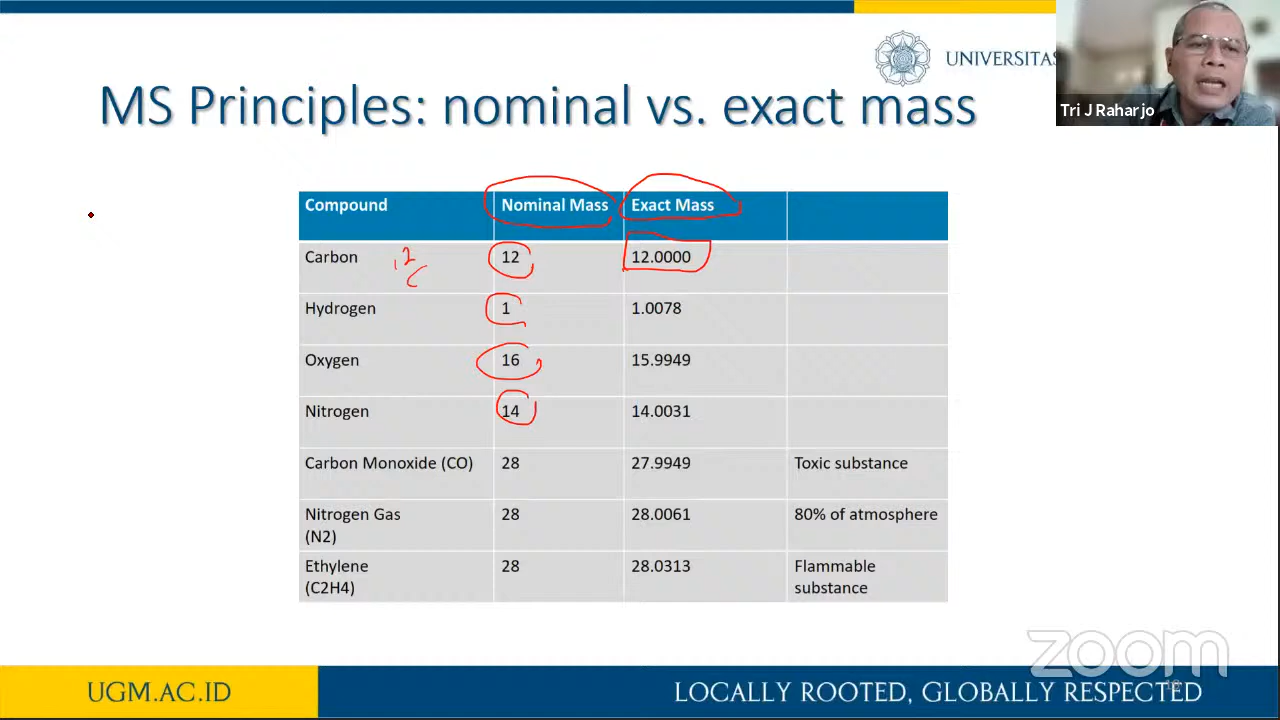 UNIVERSITAS
MS Principles: nominal vs. exact mass
Tri J Raharjo
Compound Nominal Mass Exact Mass
Carbon 12 C 12 12.0000
Hydrogen 1 1.0078
Oxygen 16 15.9949
Nitrogen 14 14.0031
Carbon Monoxide (CO) 28 27.9949 Toxic substance
Nitrogen Gas 28 28.0061 80% of atmosphere
(N2)
Ethylene 28 28.0313 Flammable
(C2H4) substance
zoom
UGM.AC.ID LOCALLY ROOTED, GLOBALLY RESPECTED